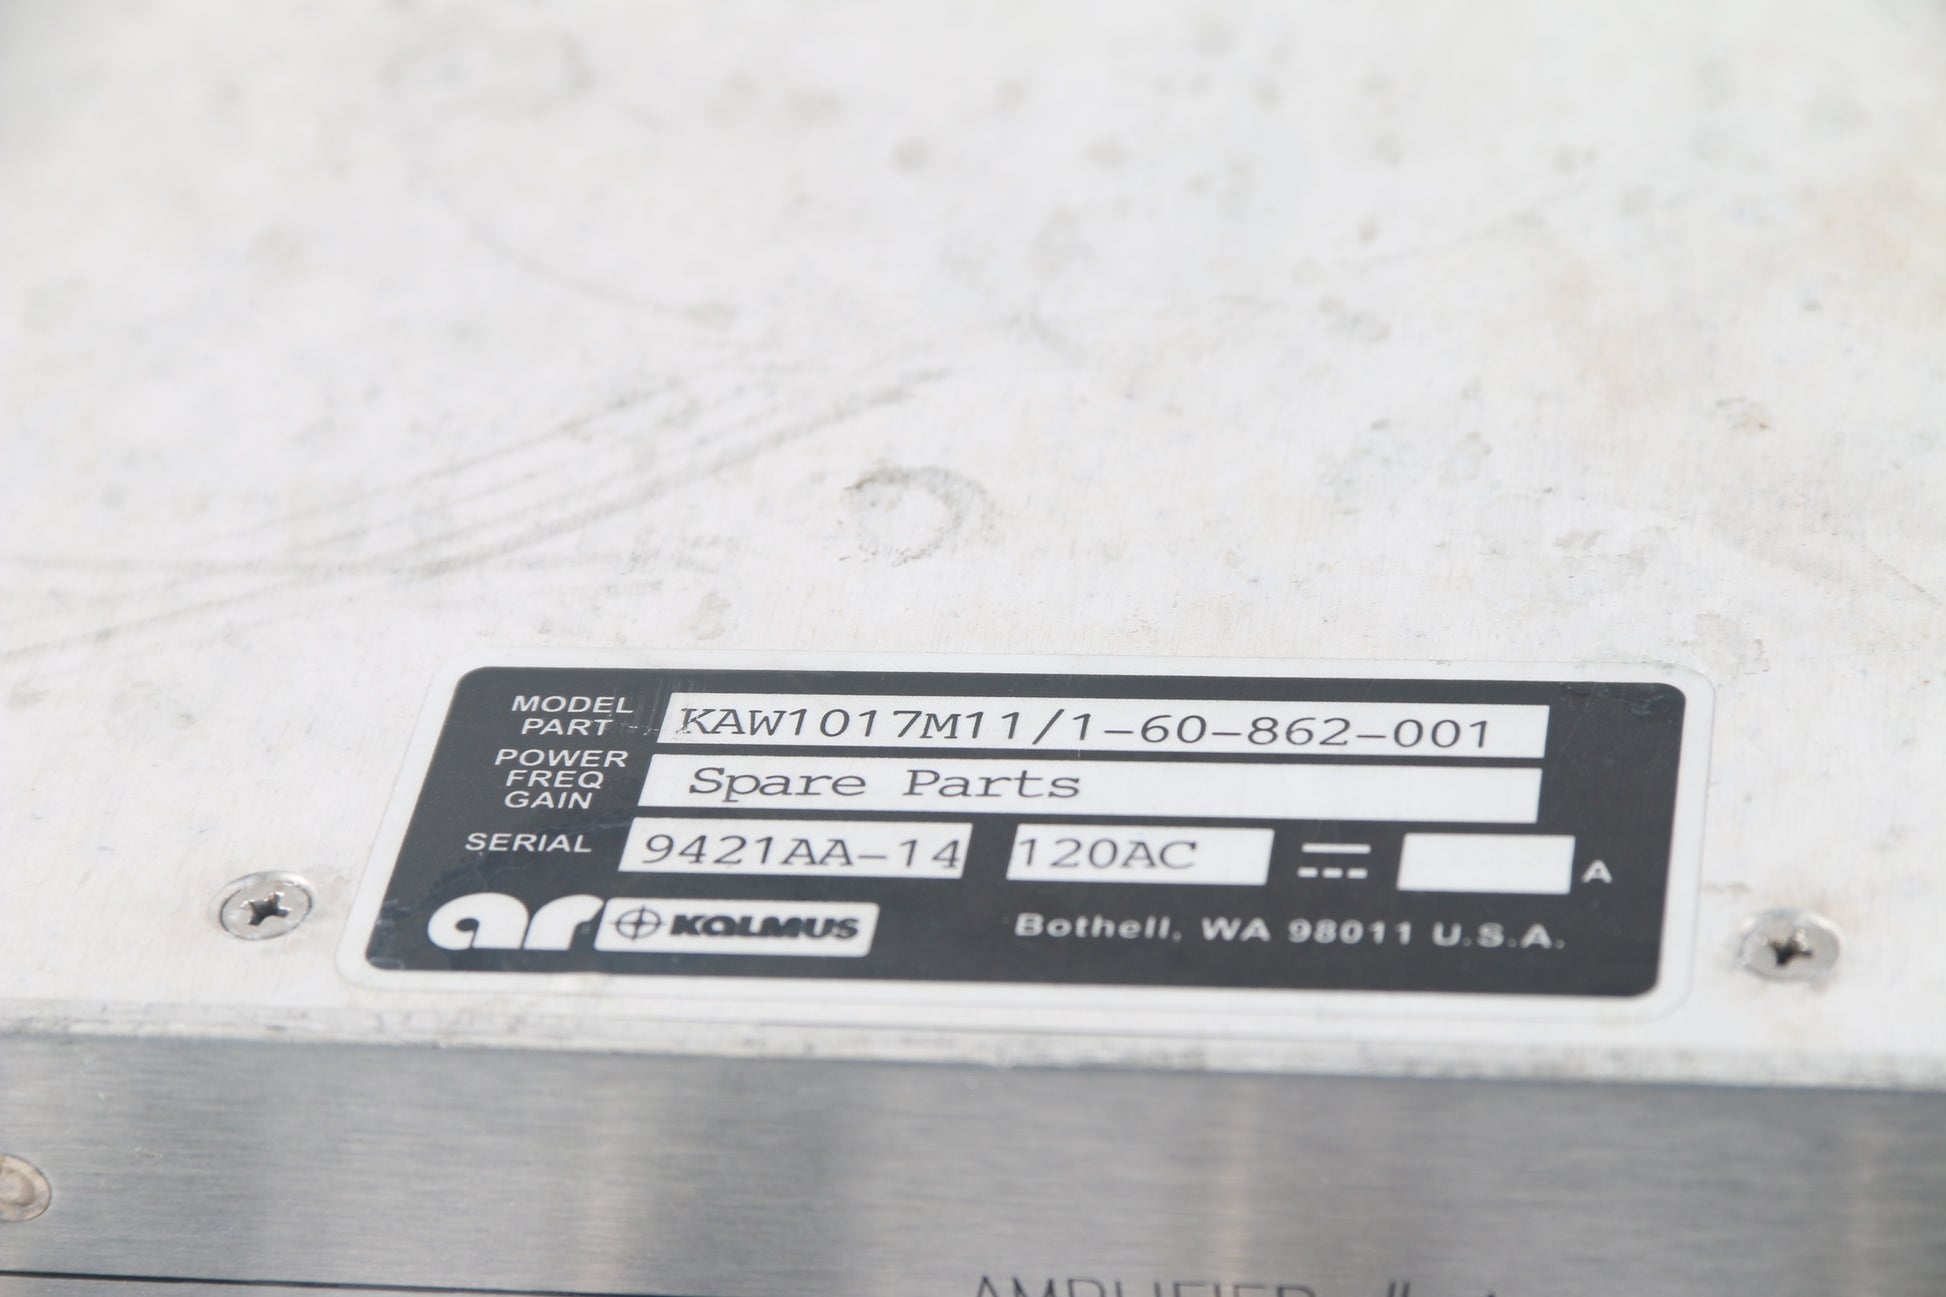 MODEL
PART
KAW1017M11/1-60-862-001
POWER
FREQ
GAIN
Spare Parts
SERIAL
9421AA-14
120AC
A
ar KALMUS
Bothell, WA 98011 U.S.A.
AMPLIFIER